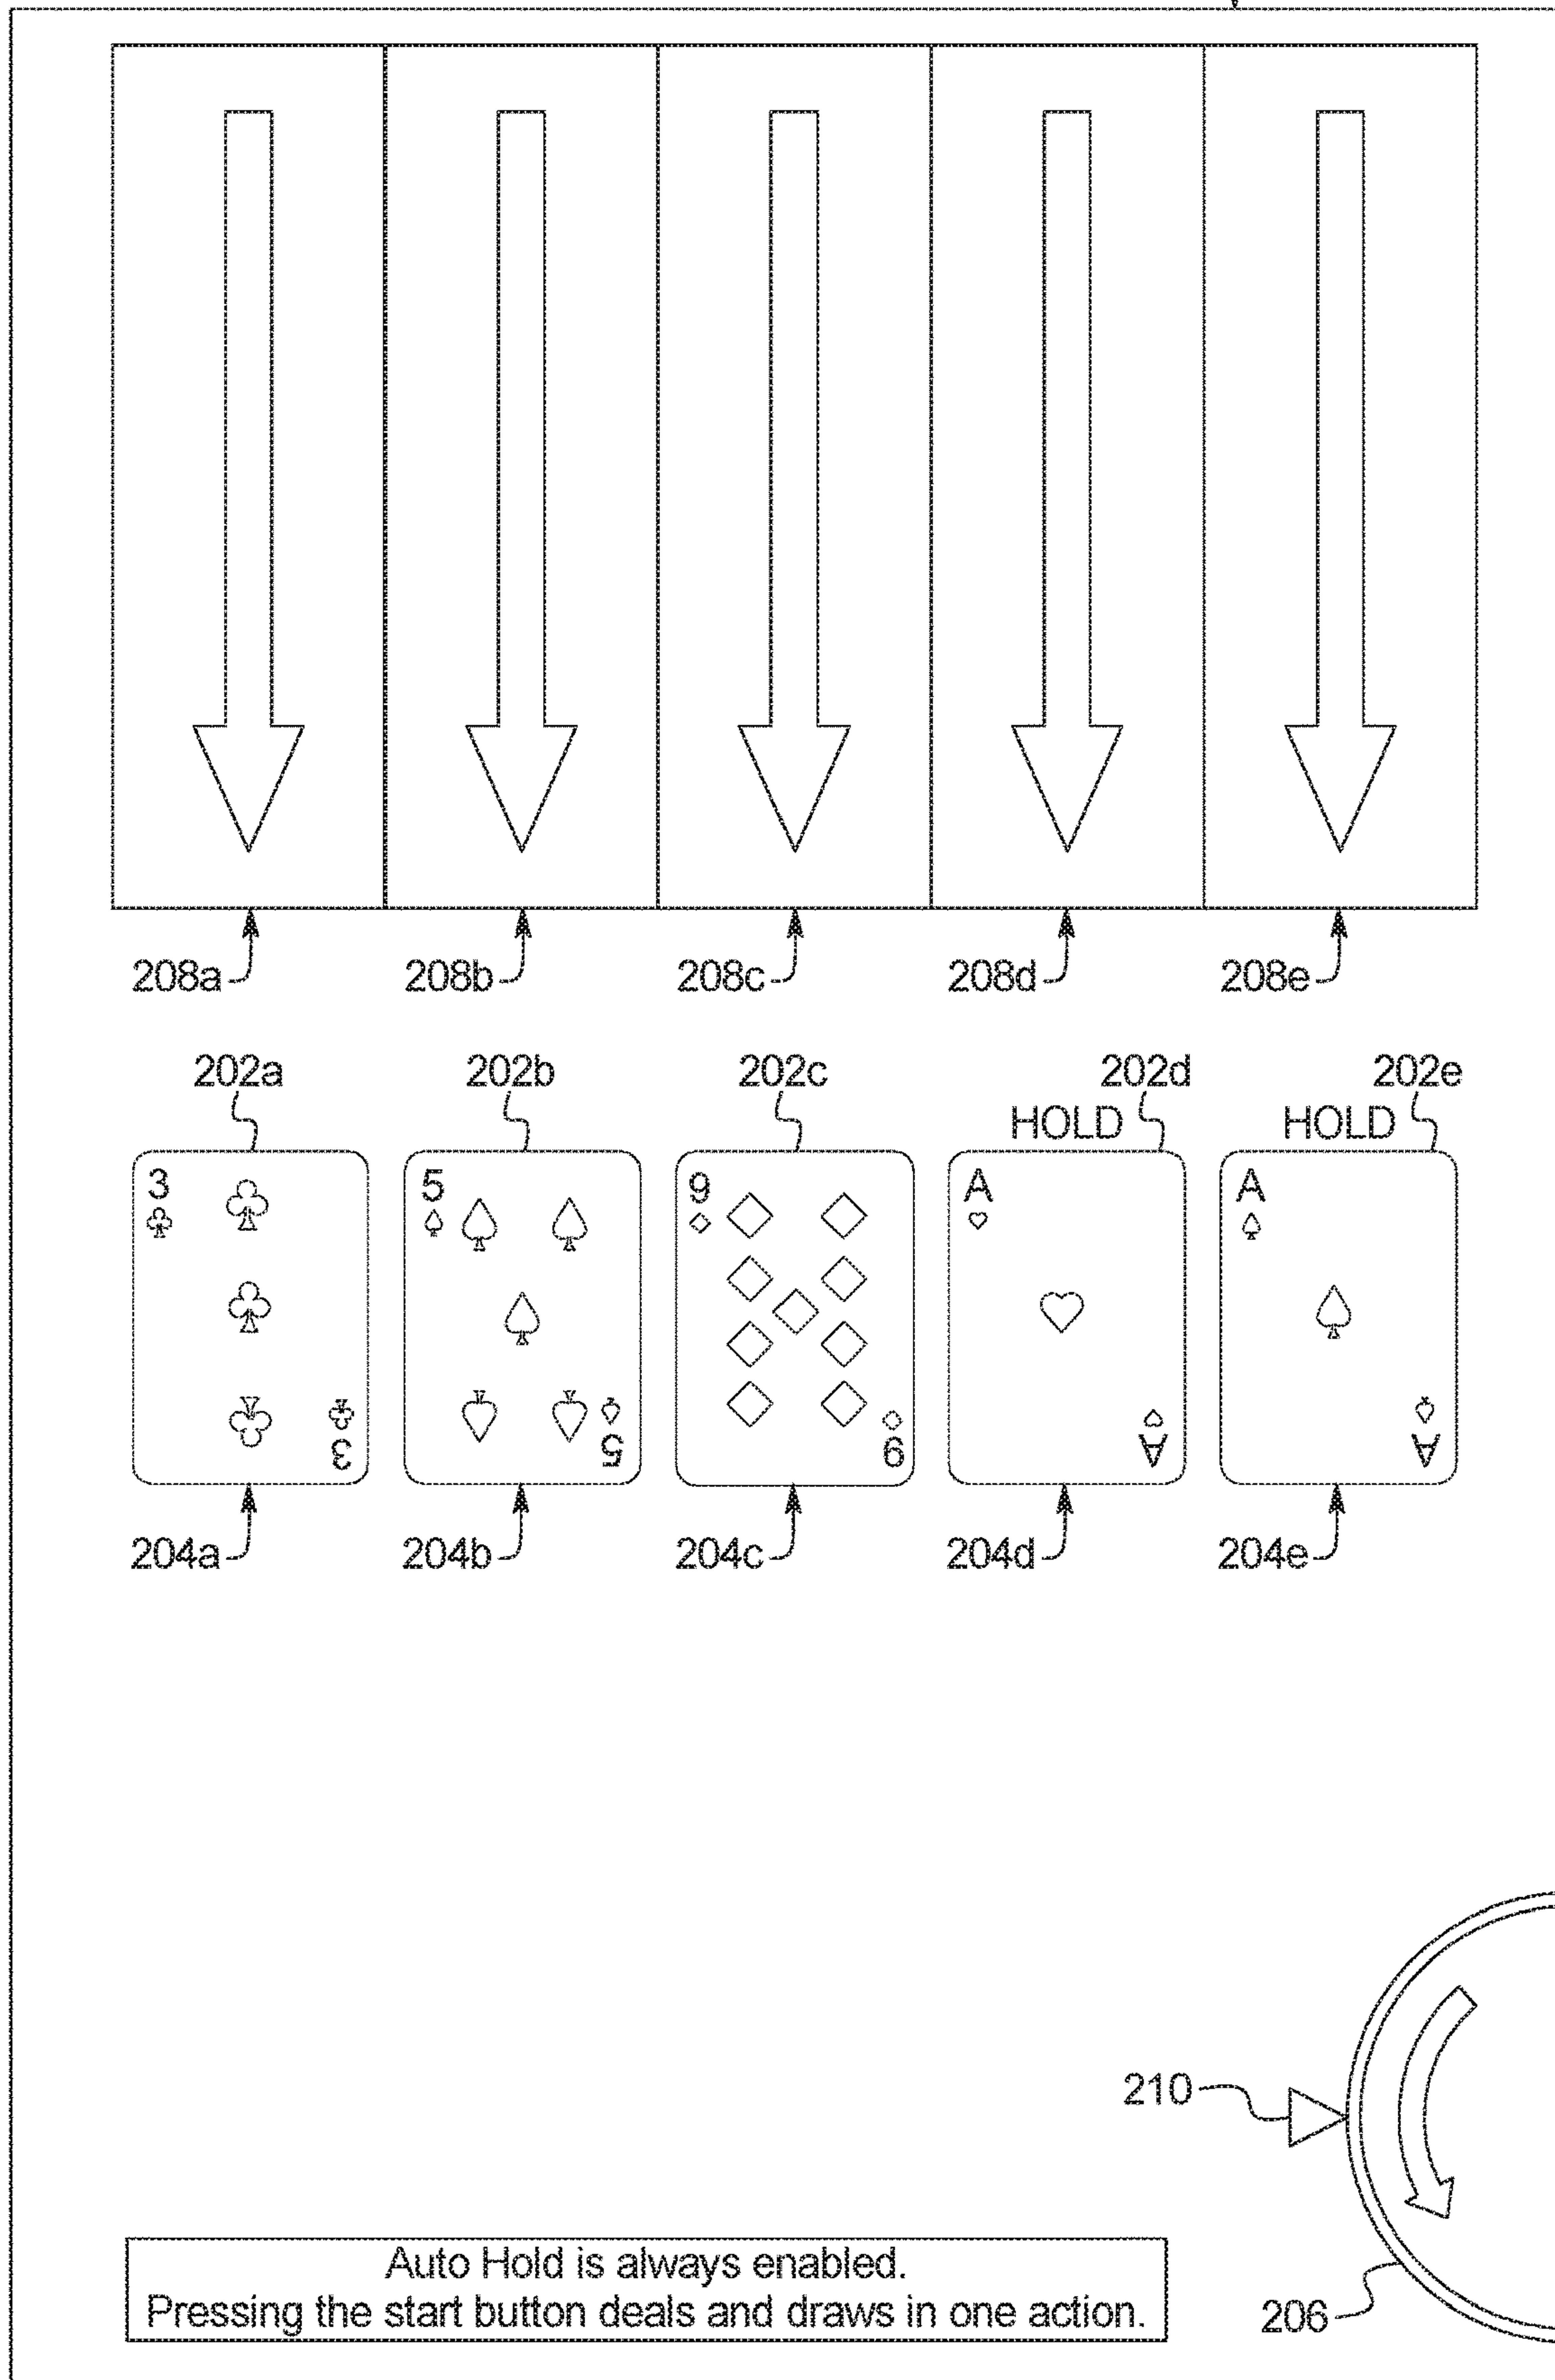 208a 208b 208c 208d 208e
202a 202b 202c 202d 202e
HOLD HOLD
3 5 9 A A
3 5 9 A A
204a 204b 204c 204d 204e
210
Auto Hold is always enabled.
Pressing the start button deals and draws in one action.
206